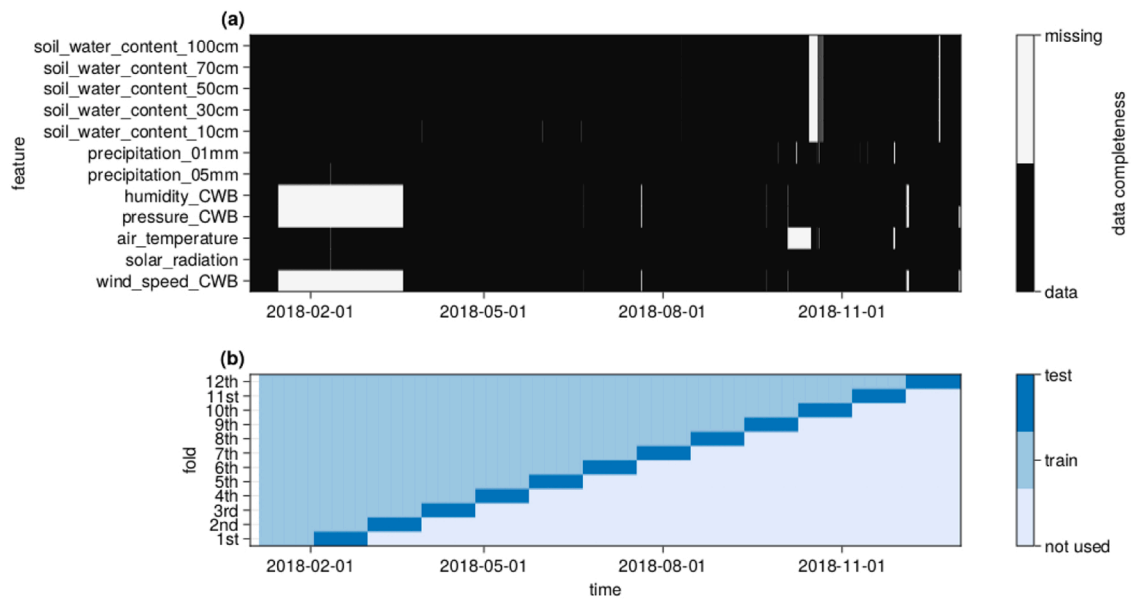 (a)
soil_water_content_100cm
soil_water_content_70cm
soil_water_content_50cm
soil_water_content_30cm
soil_water_content_10cm
precipitation_01mm
precipitation_05mm
humidity_CWB
pressure_CWB
air_temperature
solar_radiation
wind_speed_CWB
feature
2018-02-01
2018-05-01
2018-08-01
2018-11-01
missing
data
data completeness
(b)
12th
11st
10th
9th
8th
7th
6th
5th
4th
3rd
2nd
1st
fold
2018-02-01
2018-05-01
2018-08-01
2018-11-01
time
test
train
not used